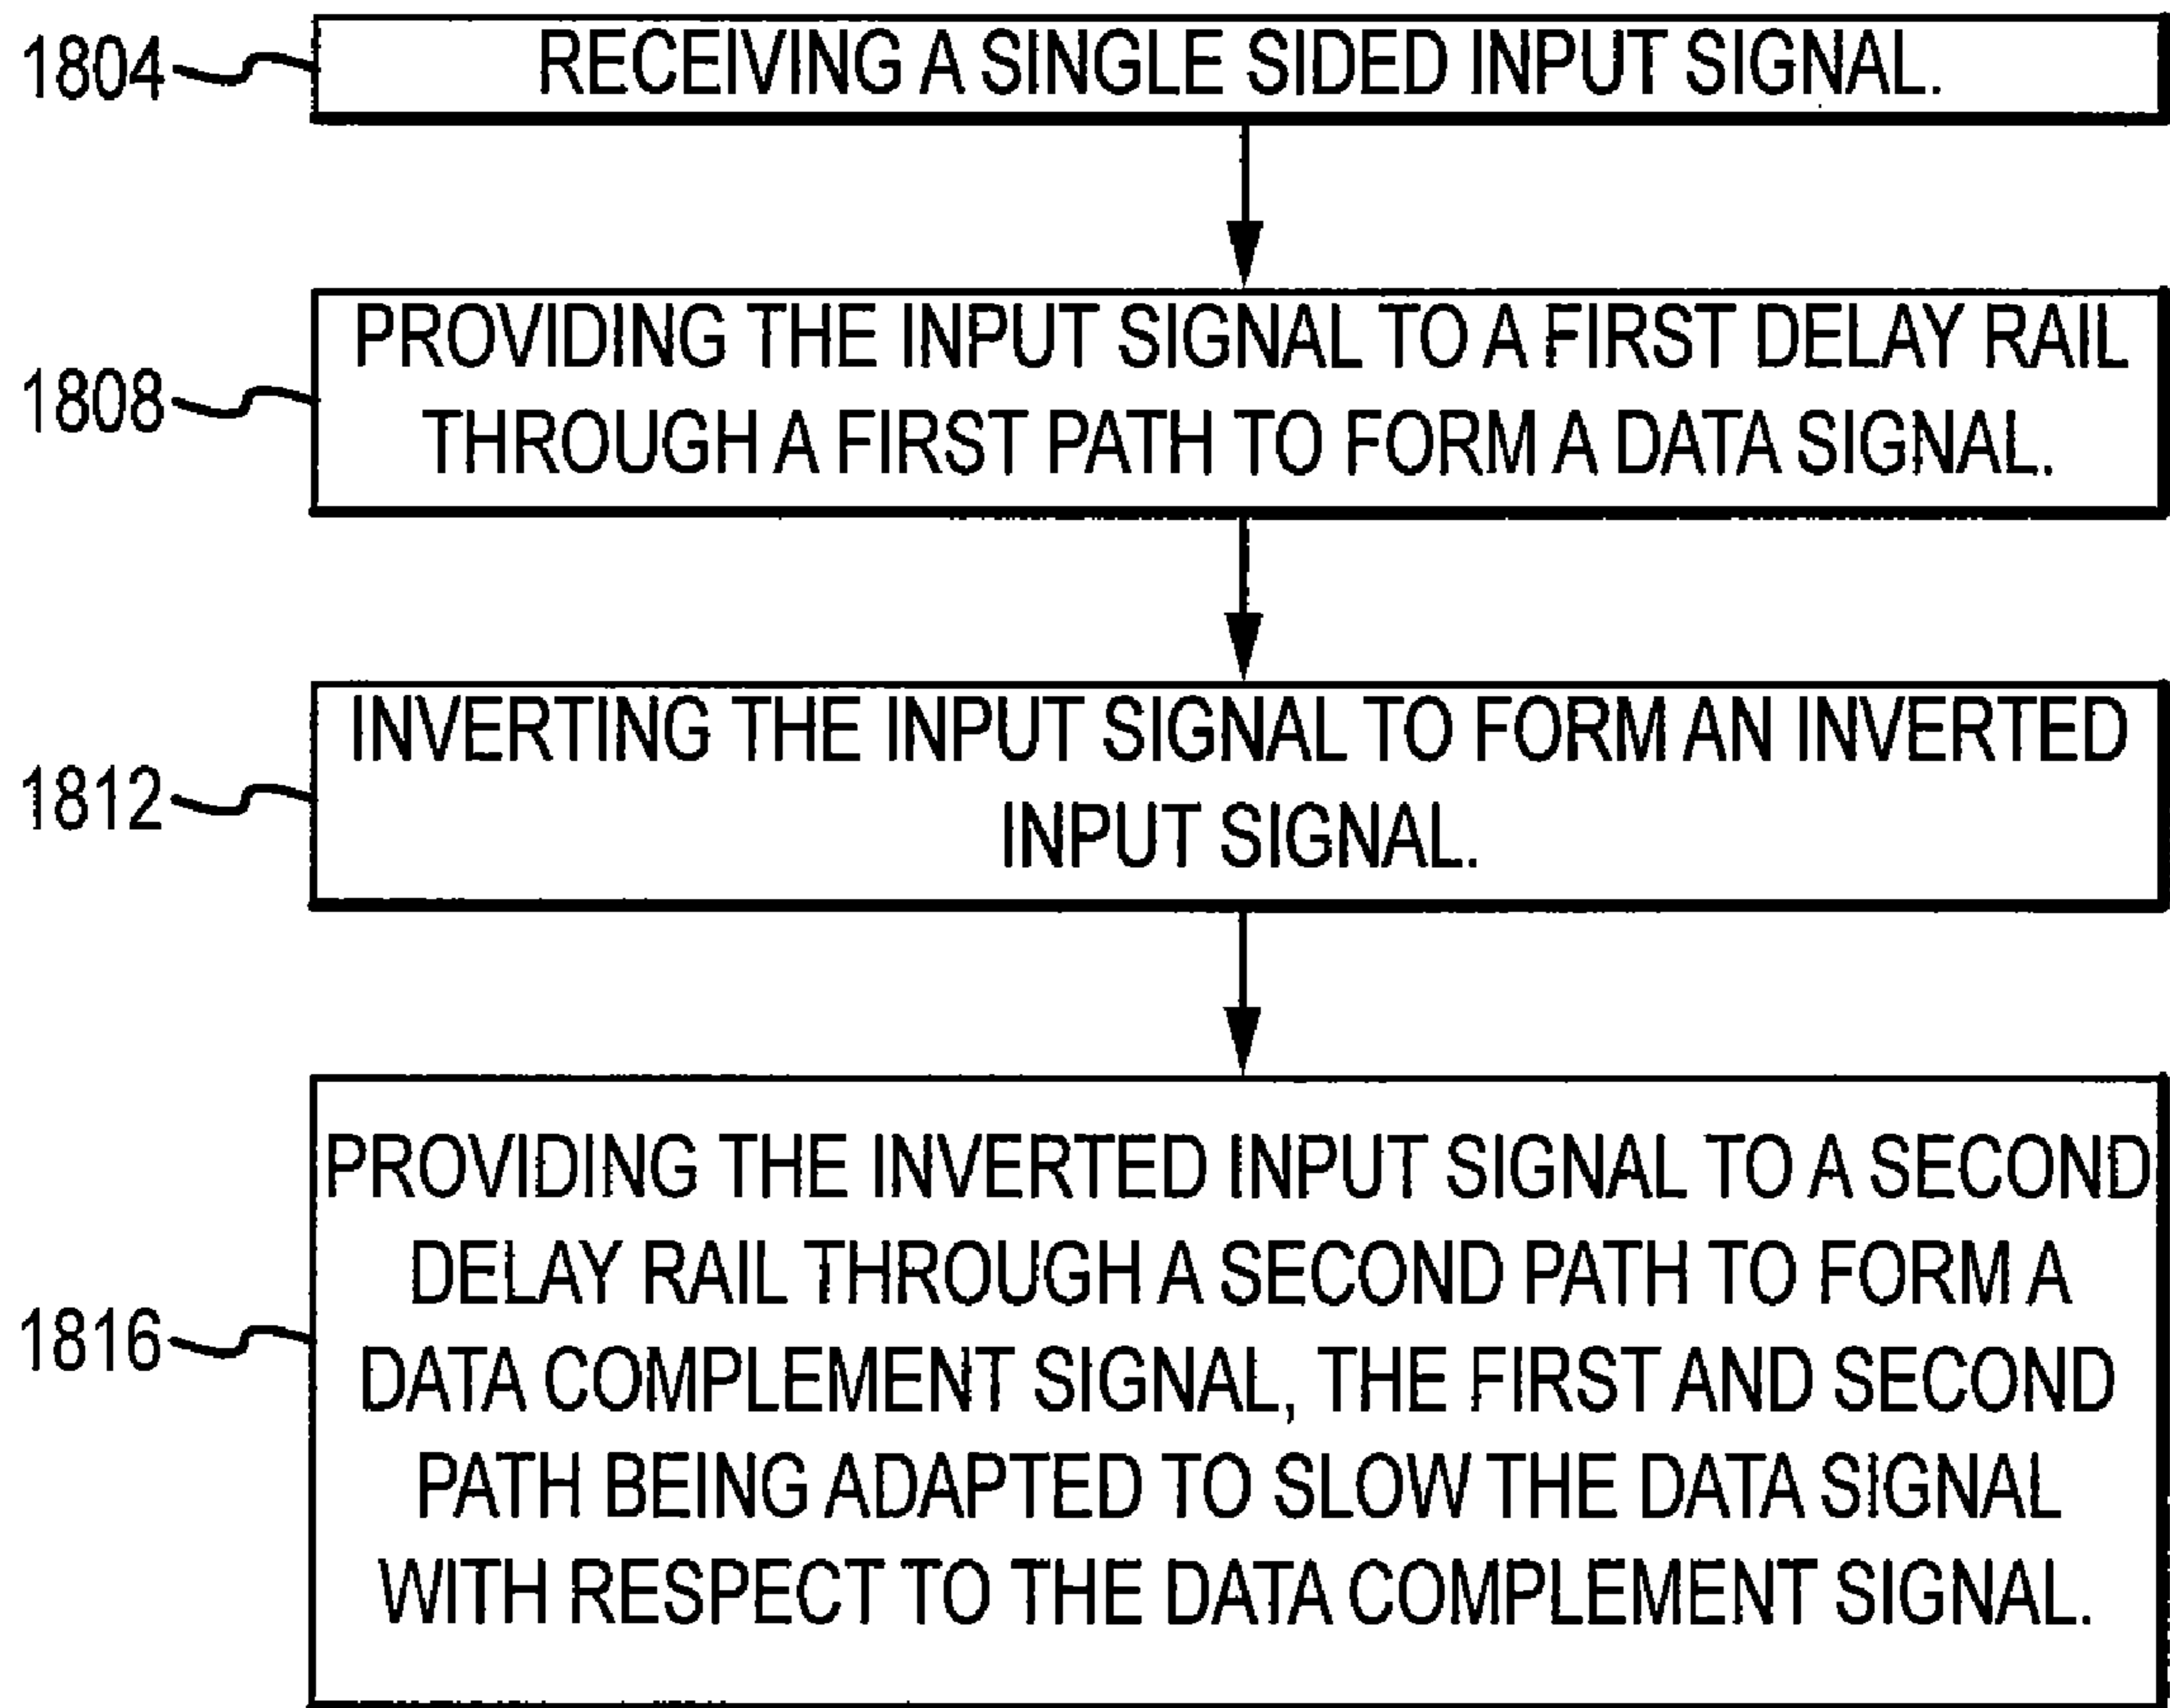 1804
RECEIVING A SINGLE SIDED INPUT SIGNAL.
1808
PROVIDING THE INPUT SIGNAL TO A FIRST DELAY RAIL
THROUGH A FIRST PATH TO FORM A DATA SIGNAL.
1812
INVERTING THE INPUT SIGNAL TO FORM AN INVERTED
INPUT SIGNAL.
1816
PROVIDING THE INVERTED INPUT SIGNAL TO A SECOND
DELAY RAIL THROUGH A SECOND PATH TO FORM A
DATA COMPLEMENT SIGNAL, THE FIRST AND SECOND
PATH BEING ADAPTED TO SLOW THE DATA SIGNAL
WITH RESPECT TO THE DATA COMPLEMENT SIGNAL.